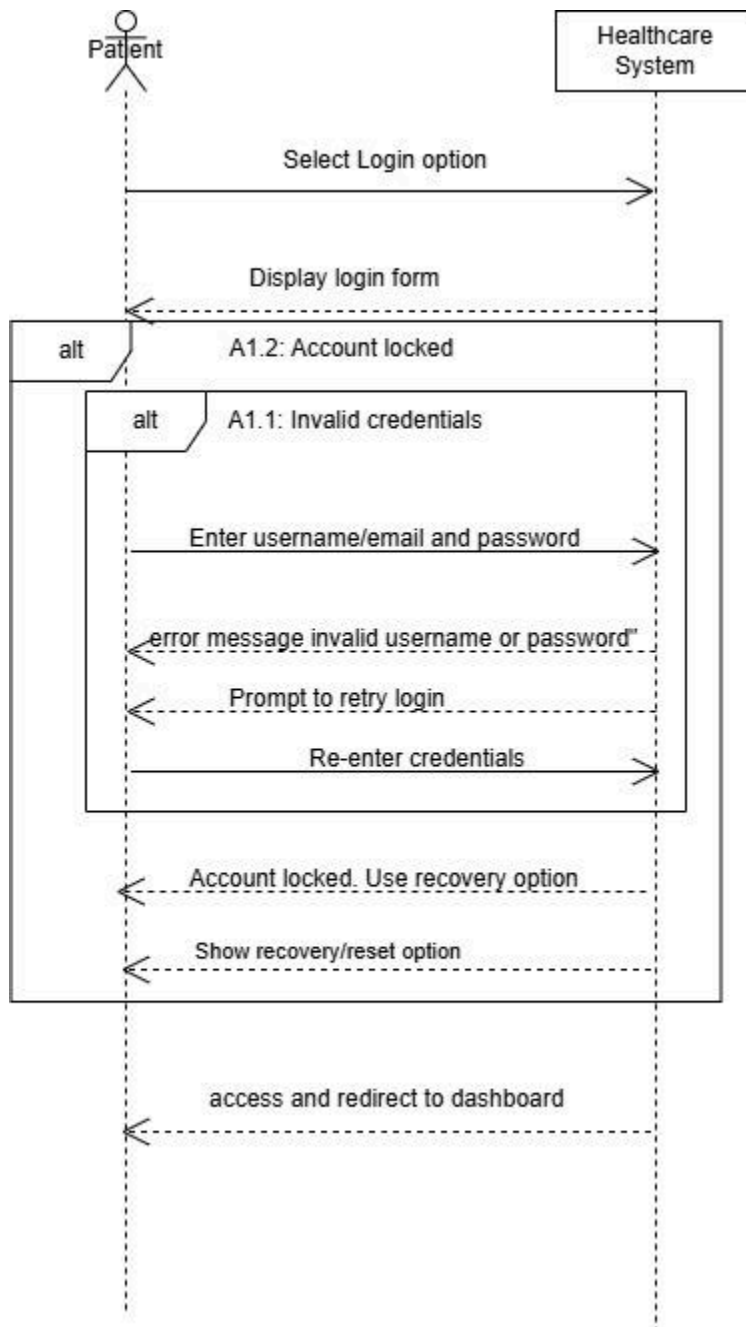 Patient
Healthcare
System
Select Login option
Display login form
alt
A1.2: Account locked
alt
A1.1: Invalid credentials
Enter username/email and password
error message invalid username or password"
Prompt to retry login
Re-enter credentials
Account locked. Use recovery option
Show recovery/reset option
access and redirect to dashboard